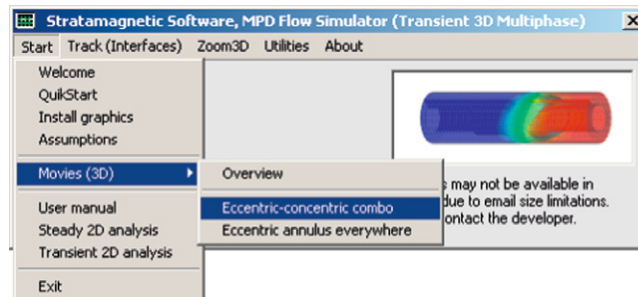 Stratamagnetic Software, MPD Flow Simulator (Transient 3D Multiphase)
Start Track (Interfaces) Zoom3D Utilities About
Welcome
QuikStart
Install graphics
Assumptions
Movies (3D)
Overview
may not be available in
User manual
Eccentric-concentric combo
due to email size limitations.
Steady 2D analysis
Eccentric annulus everywhere
contact the developer.
Transient 2D analysis
Exit